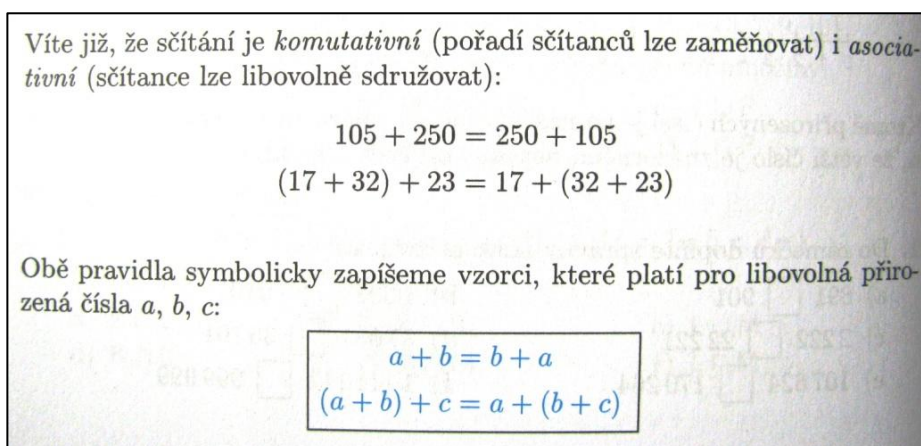 Víte již, že sčítání je komutativní (pořadí sčítanců lze zaměňovat) i asocia-
tivní (sčítance lze libovolně sdružovat):
105 + 250 = 250 + 105
(17 + 32) + 23 = 17 + (32 + 23)
Obě pravidla symbolicky zapíšeme vzorci, které platí pro libovolná přiro-
zená čísla a, b, c:
a + b = b + a
(a + b) + c = a + (b + c)